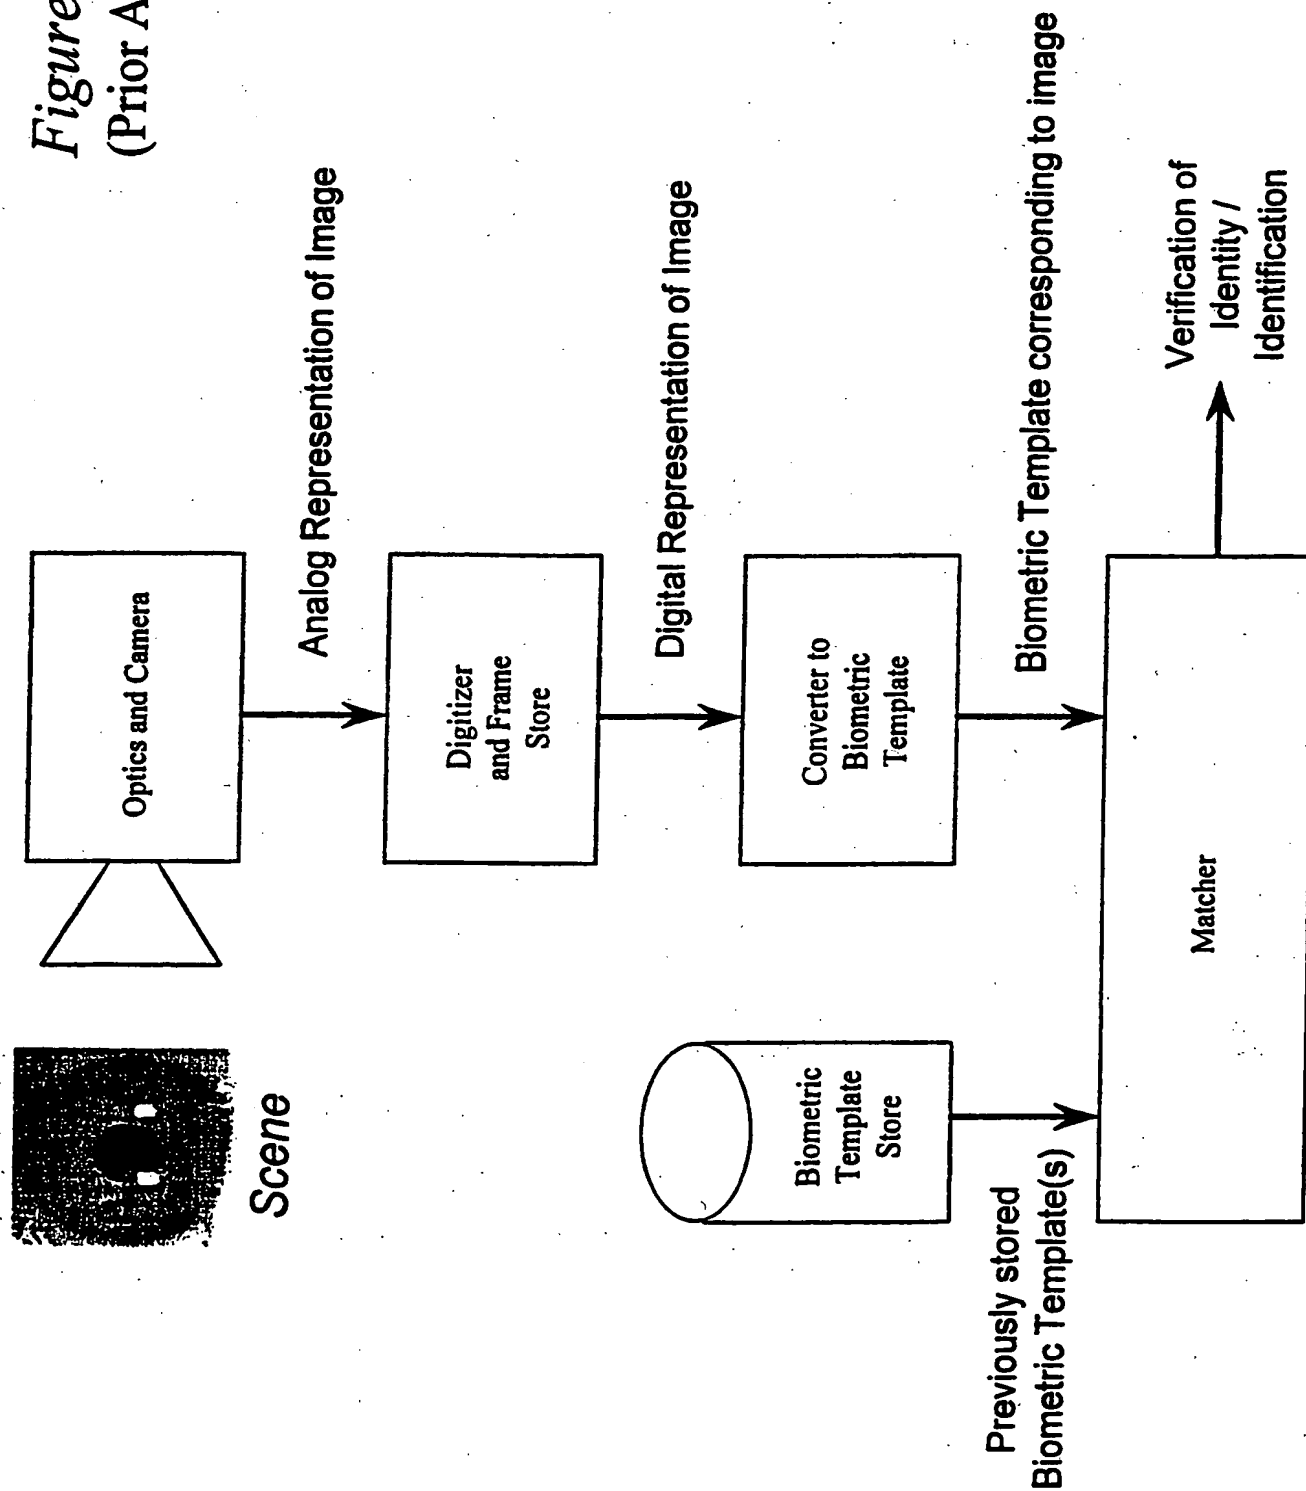 Figure
(Prior A
Scene
Optics and Camera
Analog Representation of Image
Digitizer
and Frame
Store
Digital Representation of Image
Biometric
Template
Store
Converter to
Biometric
Template
Previously stored
Biometric Template(s)
Biometric Template corresponding to image
Matcher
Verification of
Identity /
Identification